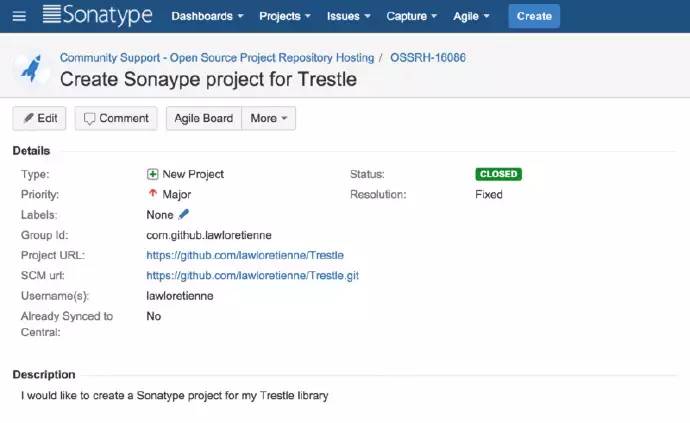 Sonatype Dashboards Projects Issues Capture Agile Create
Community Support - Open Source Project Repository Hosting / OSSRH-16086
Create Sonaype project for Trestle
Edit Comment Agile Board More
Details
Type: New Project Status: CLOSED
Priority: Major Resolution: Fixed
Labels: None
Group Id: com.github.lawloretienne
Project URL: https://github.com/lawloretienne/Trestle
SCM url: https://github.com/lawloretienne/Trestle.git
Username(s): lawloretienne
Already Synced to No
Central:
Description
I would like to create a Sonatype project for my Trestle library